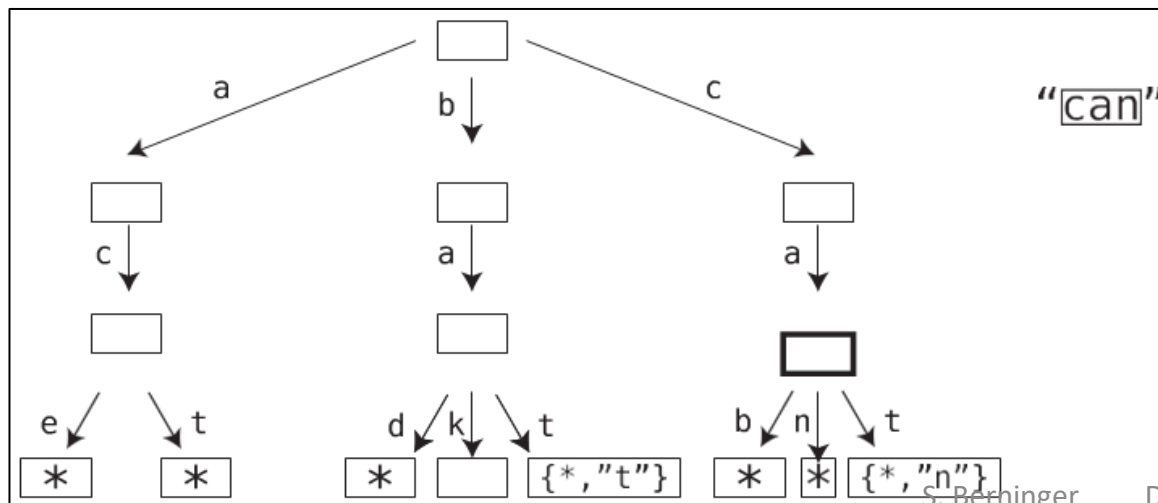 a b c
“can”
c a a
e t d k t b n t
* * * {*,”t”} * * {*,”n”}
S. Berninger D